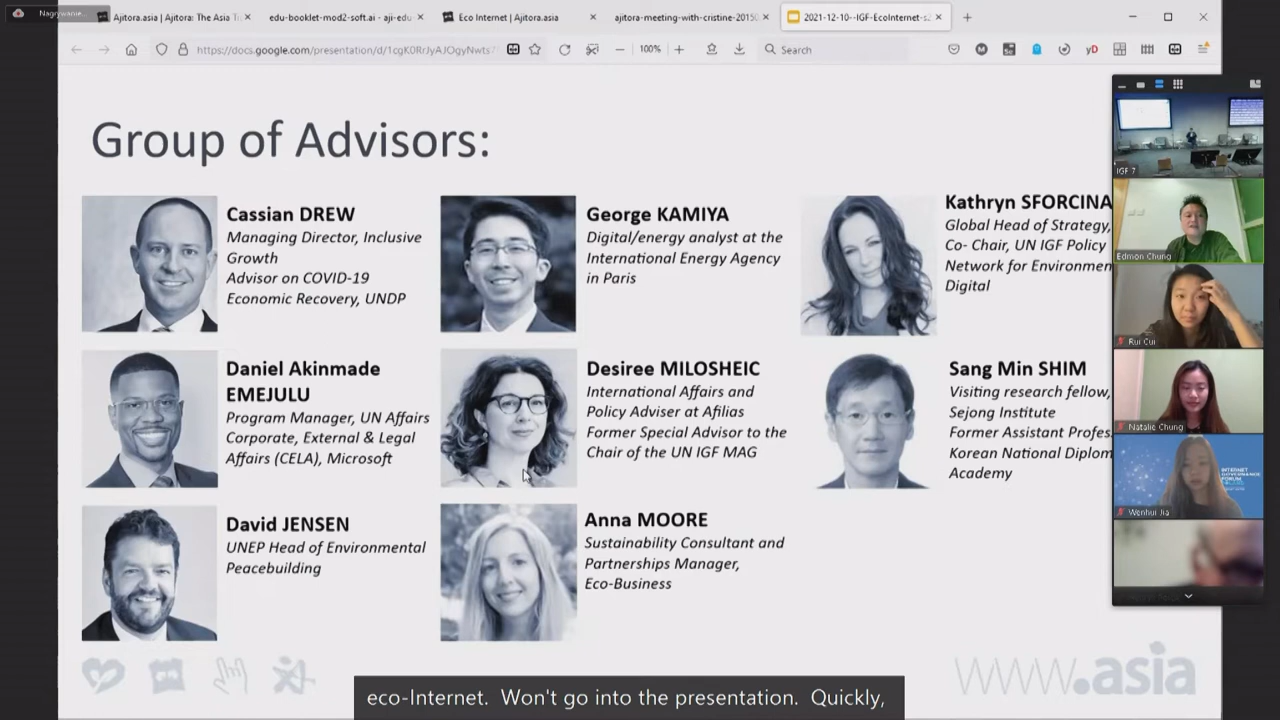 Nagrywanie...
Ajitora.asia | Ajitora: The Asia Ti
edu-booklet-mod2-soft.ai - aji-edu
Eco Internet | Ajitora.asia
ajitora-meeting-with-cristine-20150
2021-12-10--IGF-EcoInternet-s
https://docs.google.com/presentation/d/1cgK0RrJyAJOgyNwts
100%
Search
Group of Advisors:
Cassian DREW
Managing Director, Inclusive
Growth
Advisor on COVID-19
Economic Recovery, UNDP
George KAMIYA
Digital/energy analyst at the
International Energy Agency
in Paris
Kathryn SFORCINA
Global Head of Strategy,
Co- Chair, UN IGF Policy
Network for Environmen
Digital
Daniel Akinmade
EMEJULU
Program Manager, UN Affairs
Corporate, External & Legal
Affairs (CELA), Microsoft
Desiree MILOSHEIC
International Affairs and
Policy Adviser at Afilias
Former Special Advisor to the
Chair of the UN IGF MAG
Sang Min SHIM
Visiting research fellow,
Sejong Institute
Former Assistant Profes
Korean National Diplom
Academy
David JENSEN
UNEP Head of Environmental
Peacebuilding
Anna MOORE
Sustainability Consultant and
Partnerships Manager,
Eco-Business
IGF 7
Edmon Chung
Rui Cui
Natalie Chung
INTERNET
GOVERNANCE
FORUM
Wenhui Jia
www.asia
eco-Internet. Won't go into the presentation. Quickly,